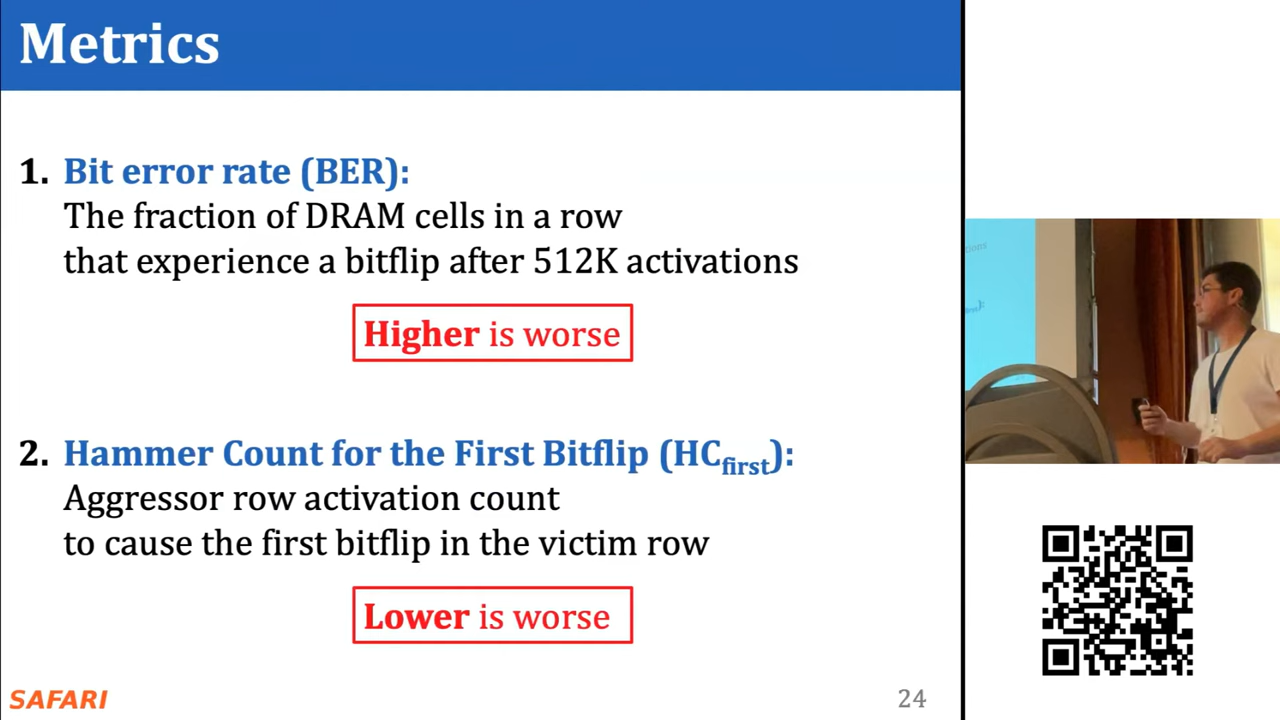 Metrics
1. Bit error rate (BER):
The fraction of DRAM cells in a row
that experience a bitflip after 512K activations
Higher is worse
2. Hammer Count for the First Bitflip (HCfirst):
Aggressor row activation count
to cause the first bitflip in the victim row
Lower is worse
SAFARI
24